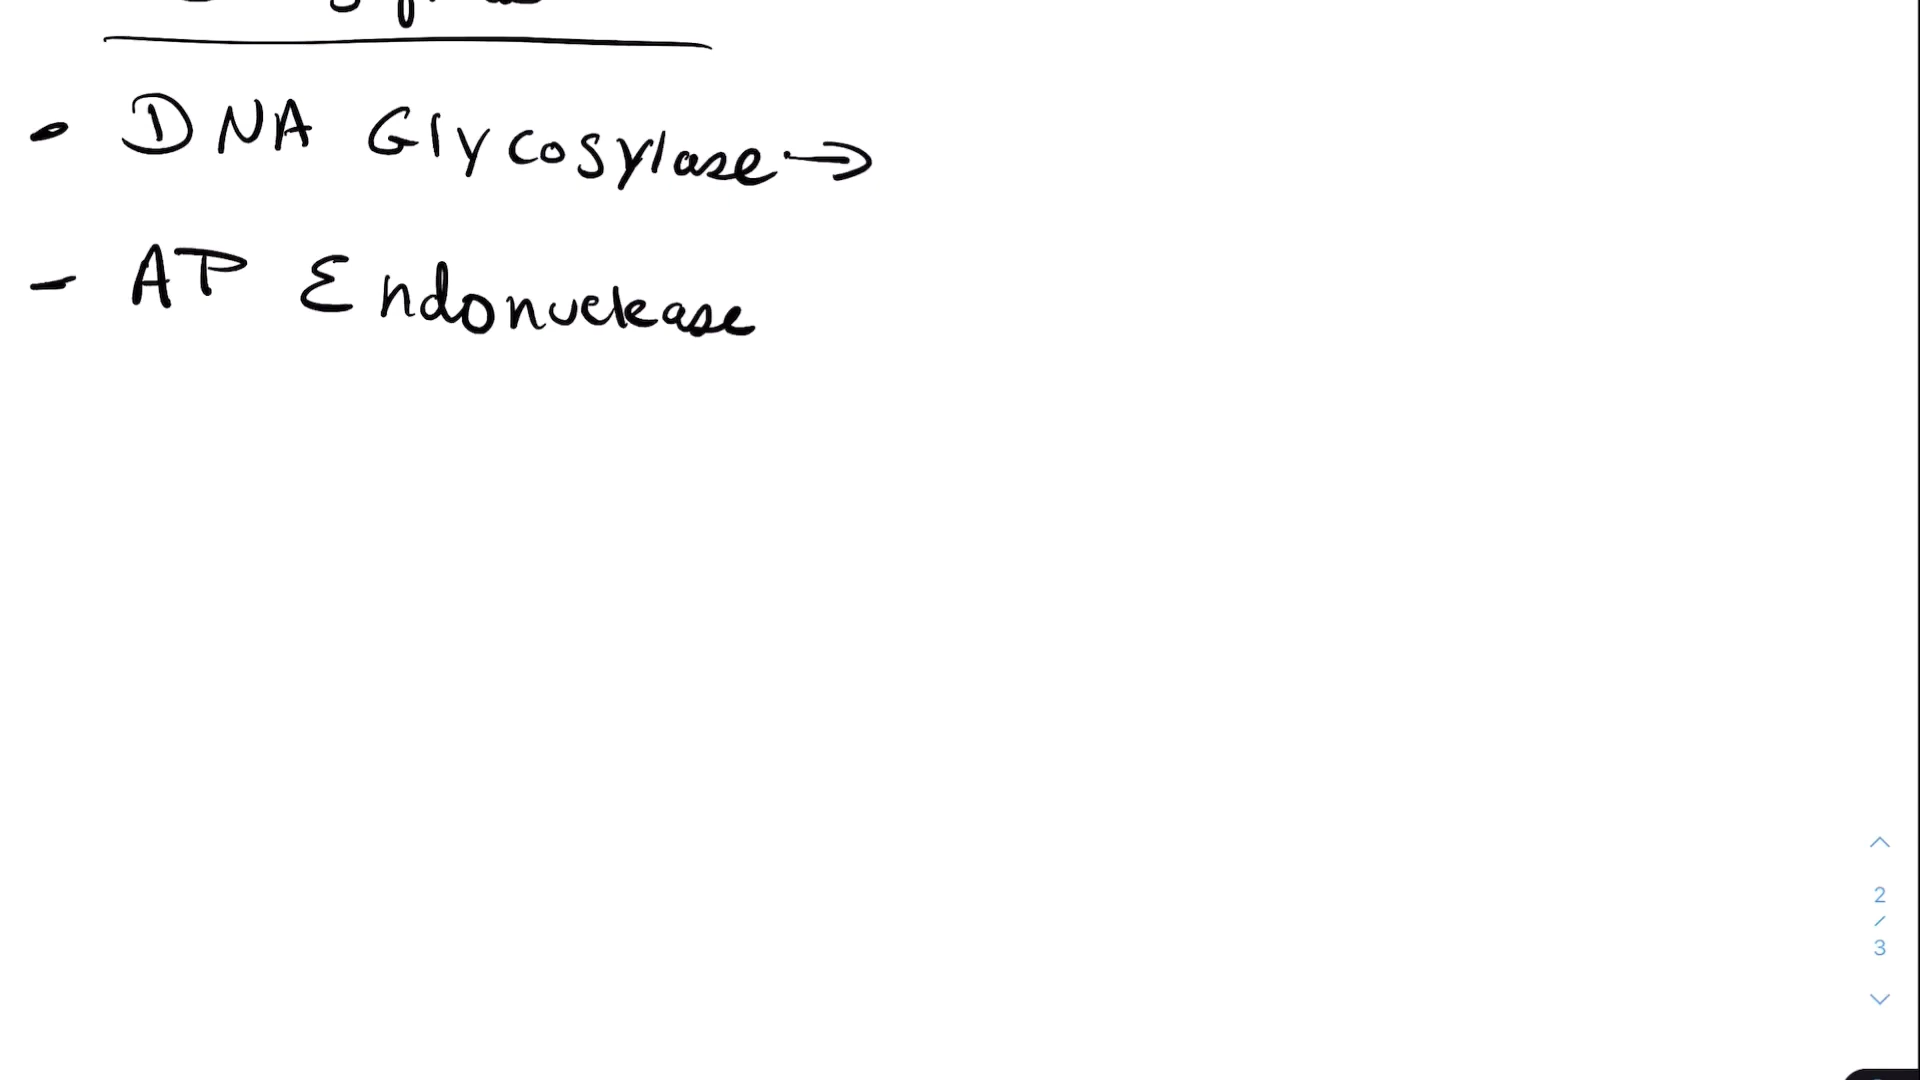 • DNA Glycosylase →
- AP Endonuclease
2
/
3